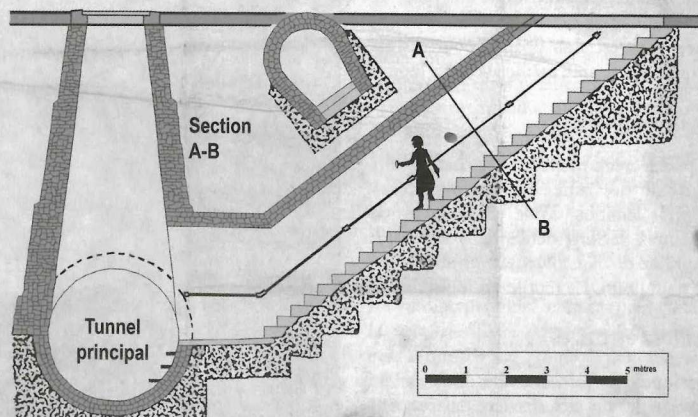 A
Section
A-B
B
Tunnel
principal
0 1 2 3 4 5 mètres